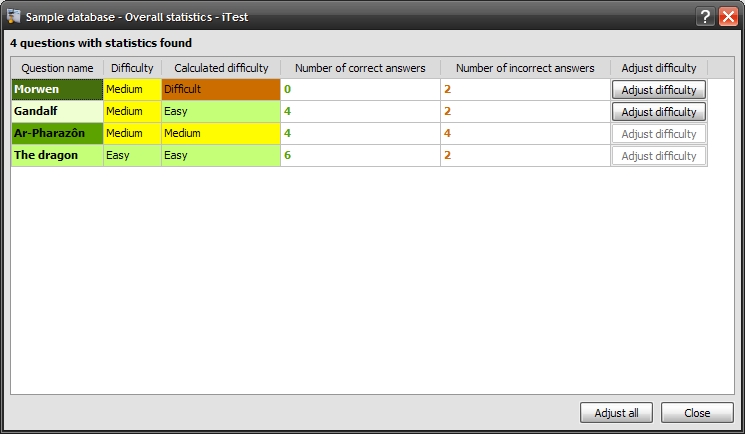 Sample database - Overall statistics - iTest
4 questions with statistics found
Question name Difficulty Calculated difficulty Number of correct answers Number of incorrect answers Adjust difficulty
Morwen Medium Difficult 0 2 Adjust difficulty
Gandalf Medium Easy 4 2 Adjust difficulty
Ar-Pharazôn Medium Medium 4 4 Adjust difficulty
The dragon Easy Easy 6 2 Adjust difficulty
Adjust all Close